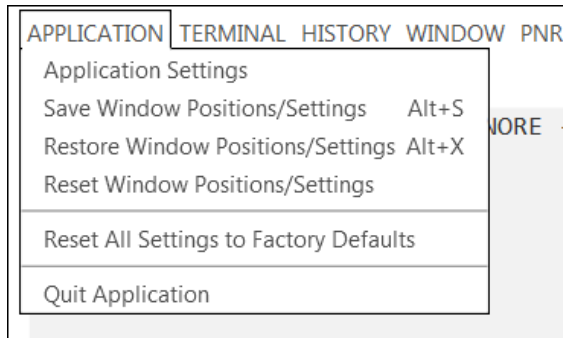 APPLICATION TERMINAL HISTORY WINDOW PNR
Application Settings
Save Window Positions/Settings Alt+S
Restore Window Positions/Settings Alt+X
Reset Window Positions/Settings
Reset All Settings to Factory Defaults
Quit Application